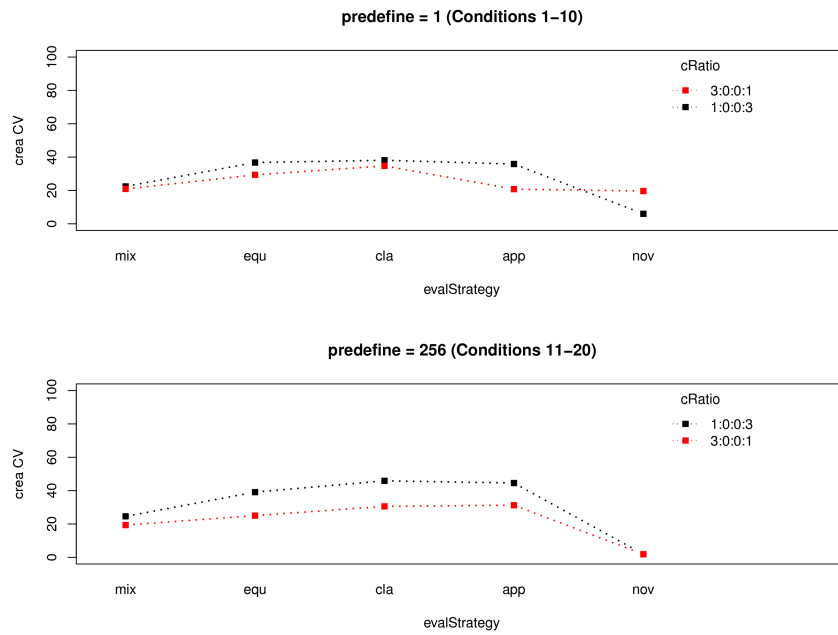 predefine = 1 (Conditions 1−10)
crea CV
100
80
60
40
20
0
cRatio
3:0:0:1
1:0:0:3
mix equ cla app nov
evalStrategy
predefine = 256 (Conditions 11−20)
crea CV
100
80
60
40
20
0
cRatio
1:0:0:3
3:0:0:1
mix equ cla app nov
evalStrategy